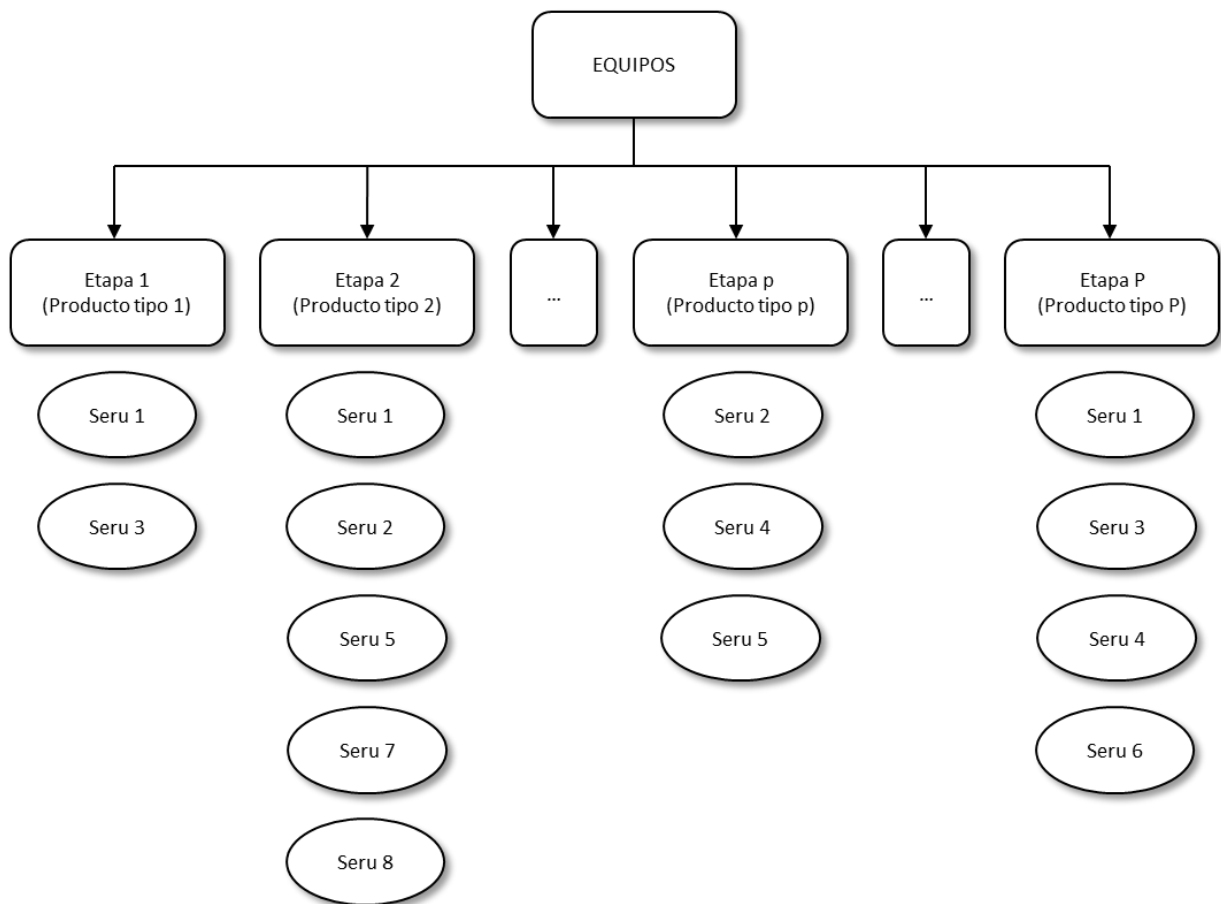 EQUIPOS
Etapa 1
(Producto tipo 1)
Etapa 2
(Producto tipo 2)
...
Etapa p
(Producto tipo p)
...
Etapa P
(Producto tipo P)
Seru 1
Seru 1
Seru 2
Seru 1
Seru 3
Seru 2
Seru 4
Seru 3
Seru 5
Seru 5
Seru 4
Seru 7
Seru 6
Seru 8